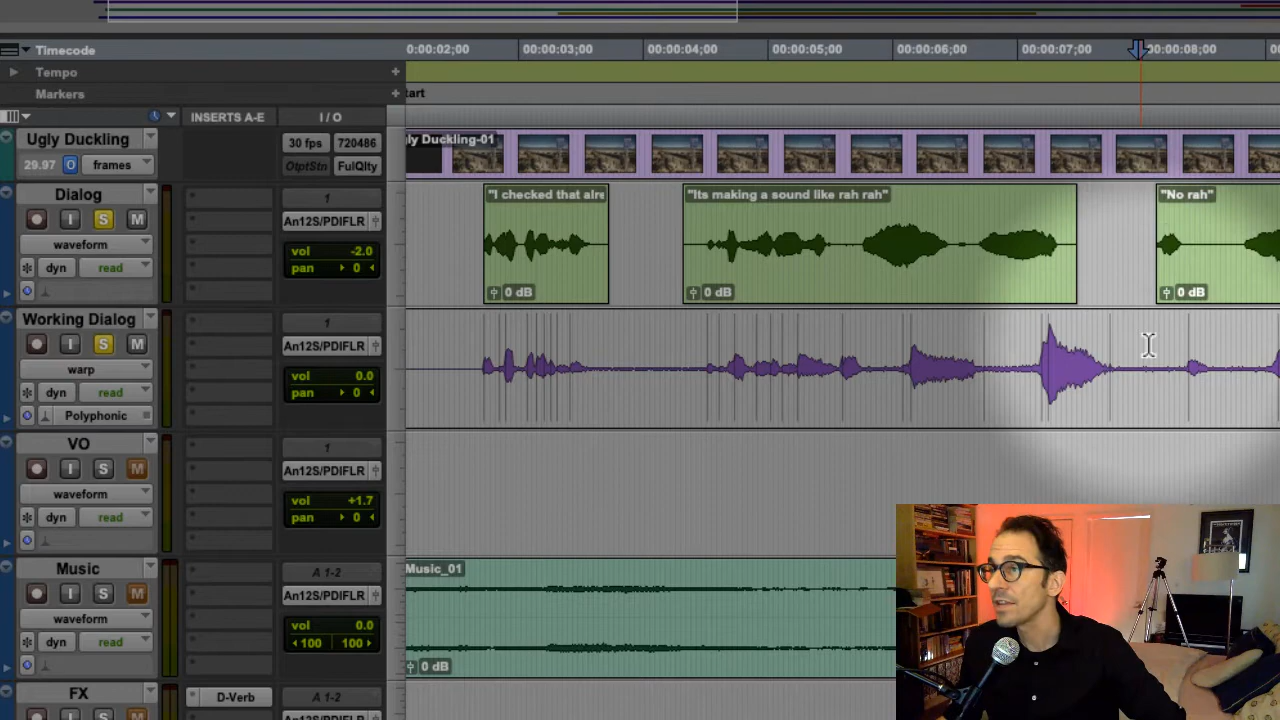 Timecode 0:00:02;00 00:00:03;00 00:00:04;00 00:00:05;00 00:00:06;00 00:00:07;00 00:00:08;00
Tempo +
Markers + tart
INSERTS A-E I / O
Ugly Duckling 30 fps 720486 gly Duckling-01
29.97 O frames OtptStn FulQlty
Dialog 1 "I checked that alre "Its making a sound like rah rah" "No rah"
I S M An12S/PDIFLR
waveform vol -2.0
dyn read pan 0
0 dB 0 dB 0 dB
Working Dialog 1
I S M An12S/PDIFLR
warp vol 0.0
dyn read pan 0
Polyphonic
VO 1
I S M An12S/PDIFLR
waveform vol +1.7
dyn read pan 0
Music A 1-2 Music_01
I S M An12S/PDIFLR
waveform vol 0.0
dyn read 100 100
0 dB
FX D-Verb A 1-2